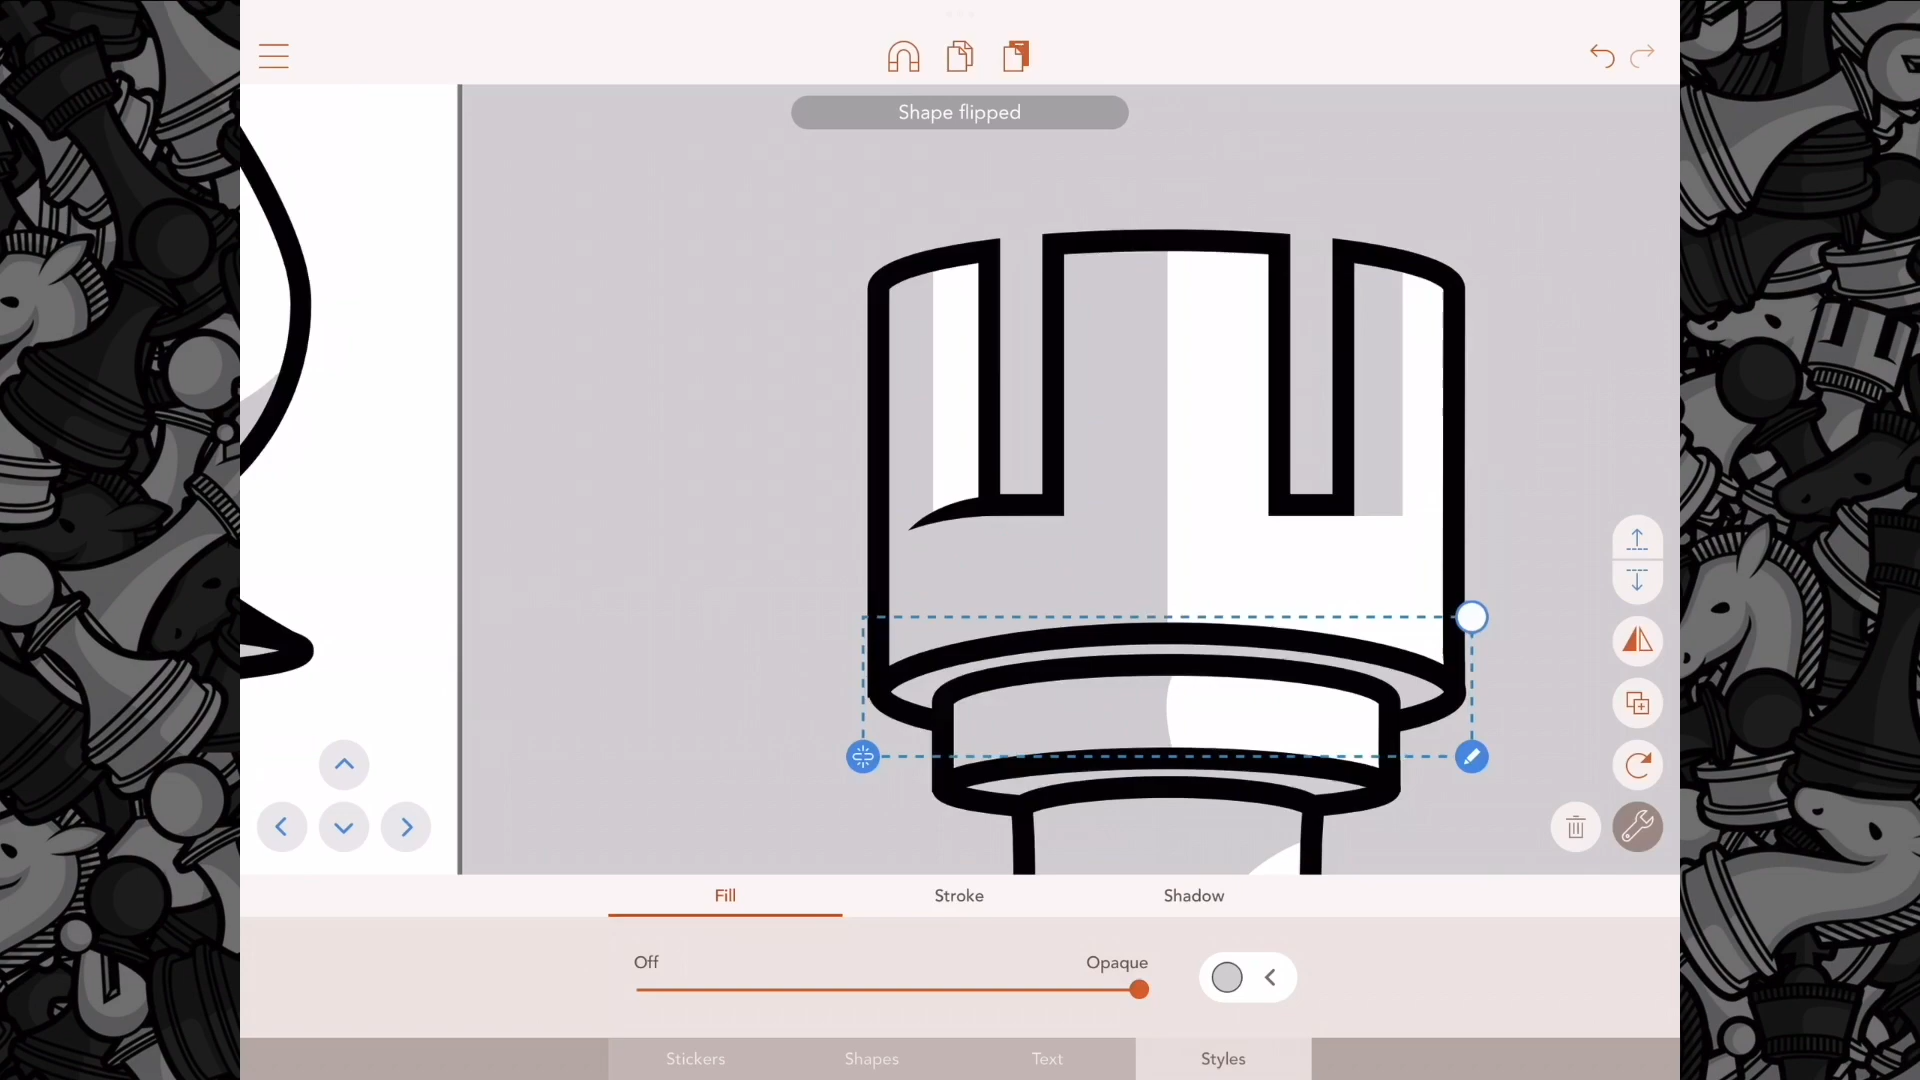 Shape flipped
Fill
Stroke
Shadow
Off
Opaque
Stickers
Shapes
Text
Styles